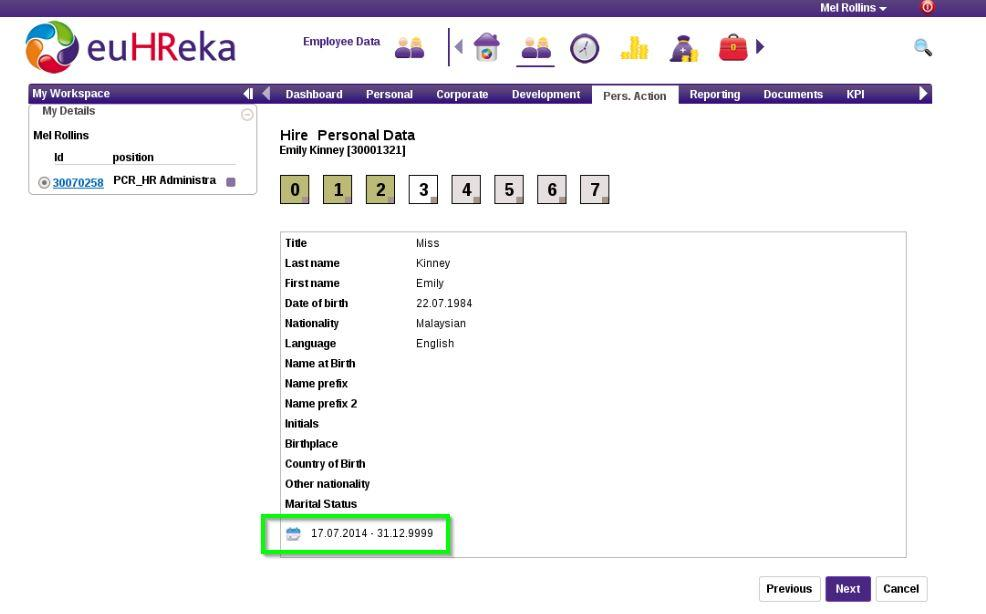 Mel Rollins
euHReka
Employee Data
My Workspace
Dashboard Personal Corporate Development Pers. Action Reporting Documents KPI
My Details
Mel Rollins
Id position
30070258 PCR_HR Administra
Hire Personal Data
Emily Kinney [30001321]
0 1 2 3 4 5 6 7
Title Miss
Last name Kinney
First name Emily
Date of birth 22.07.1984
Nationality Malaysian
Language English
Name at Birth
Name prefix
Name prefix 2
Initials
Birthplace
Country of Birth
Other nationality
Marital Status
17.07.2014 - 31.12.9999
Previous Next Cancel